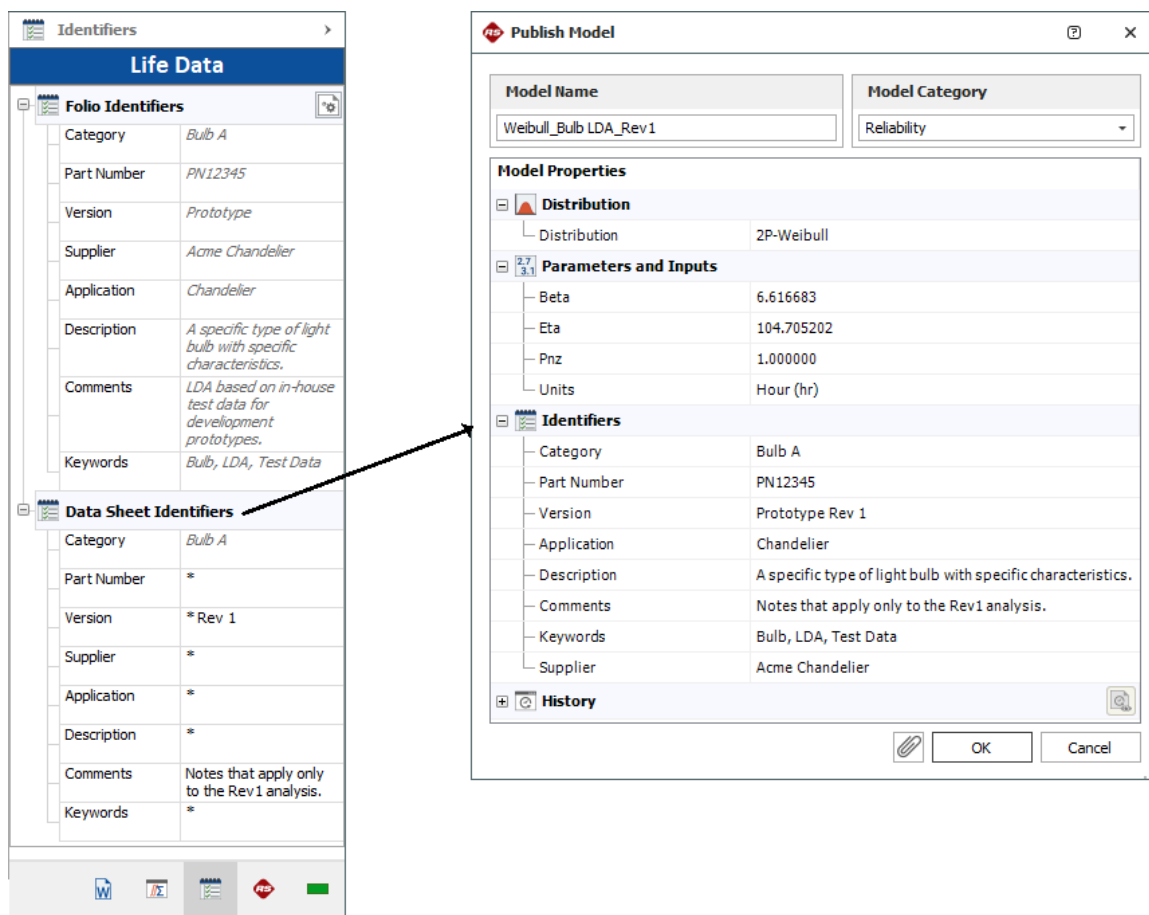 Identifiers
Life Data
Folio Identifiers
Category Bulb A
Part Number PN12345
Version Prototype
Supplier Acme Chandelier
Application Chandelier
Description A specific type of light
bulb with specific
characteristics.
Comments LDA based on in-house
test data for
develiopment
prototypes.
Keywords Bulb, LDA, Test Data
Data Sheet Identifiers
Category Bulb A
Part Number *
Version * Rev 1
Supplier *
Application *
Description *
Comments Notes that apply only
to the Rev1 analysis.
Keywords *
W
Σ
RS
RS Publish Model
Model Name
Weibull_Bulb LDA_Rev1
Model Category
Reliability
Model Properties
Distribution
Distribution 2P-Weibull
2.7
3.1
Parameters and Inputs
Beta 6.616683
Eta 104.705202
Pnz 1.000000
Units Hour (hr)
Identifiers
Category Bulb A
Part Number PN12345
Version Prototype Rev 1
Application Chandelier
Description A specific type of light bulb with specific characteristics.
Comments Notes that apply only to the Rev1 analysis.
Keywords Bulb, LDA, Test Data
Supplier Acme Chandelier
History
OK Cancel